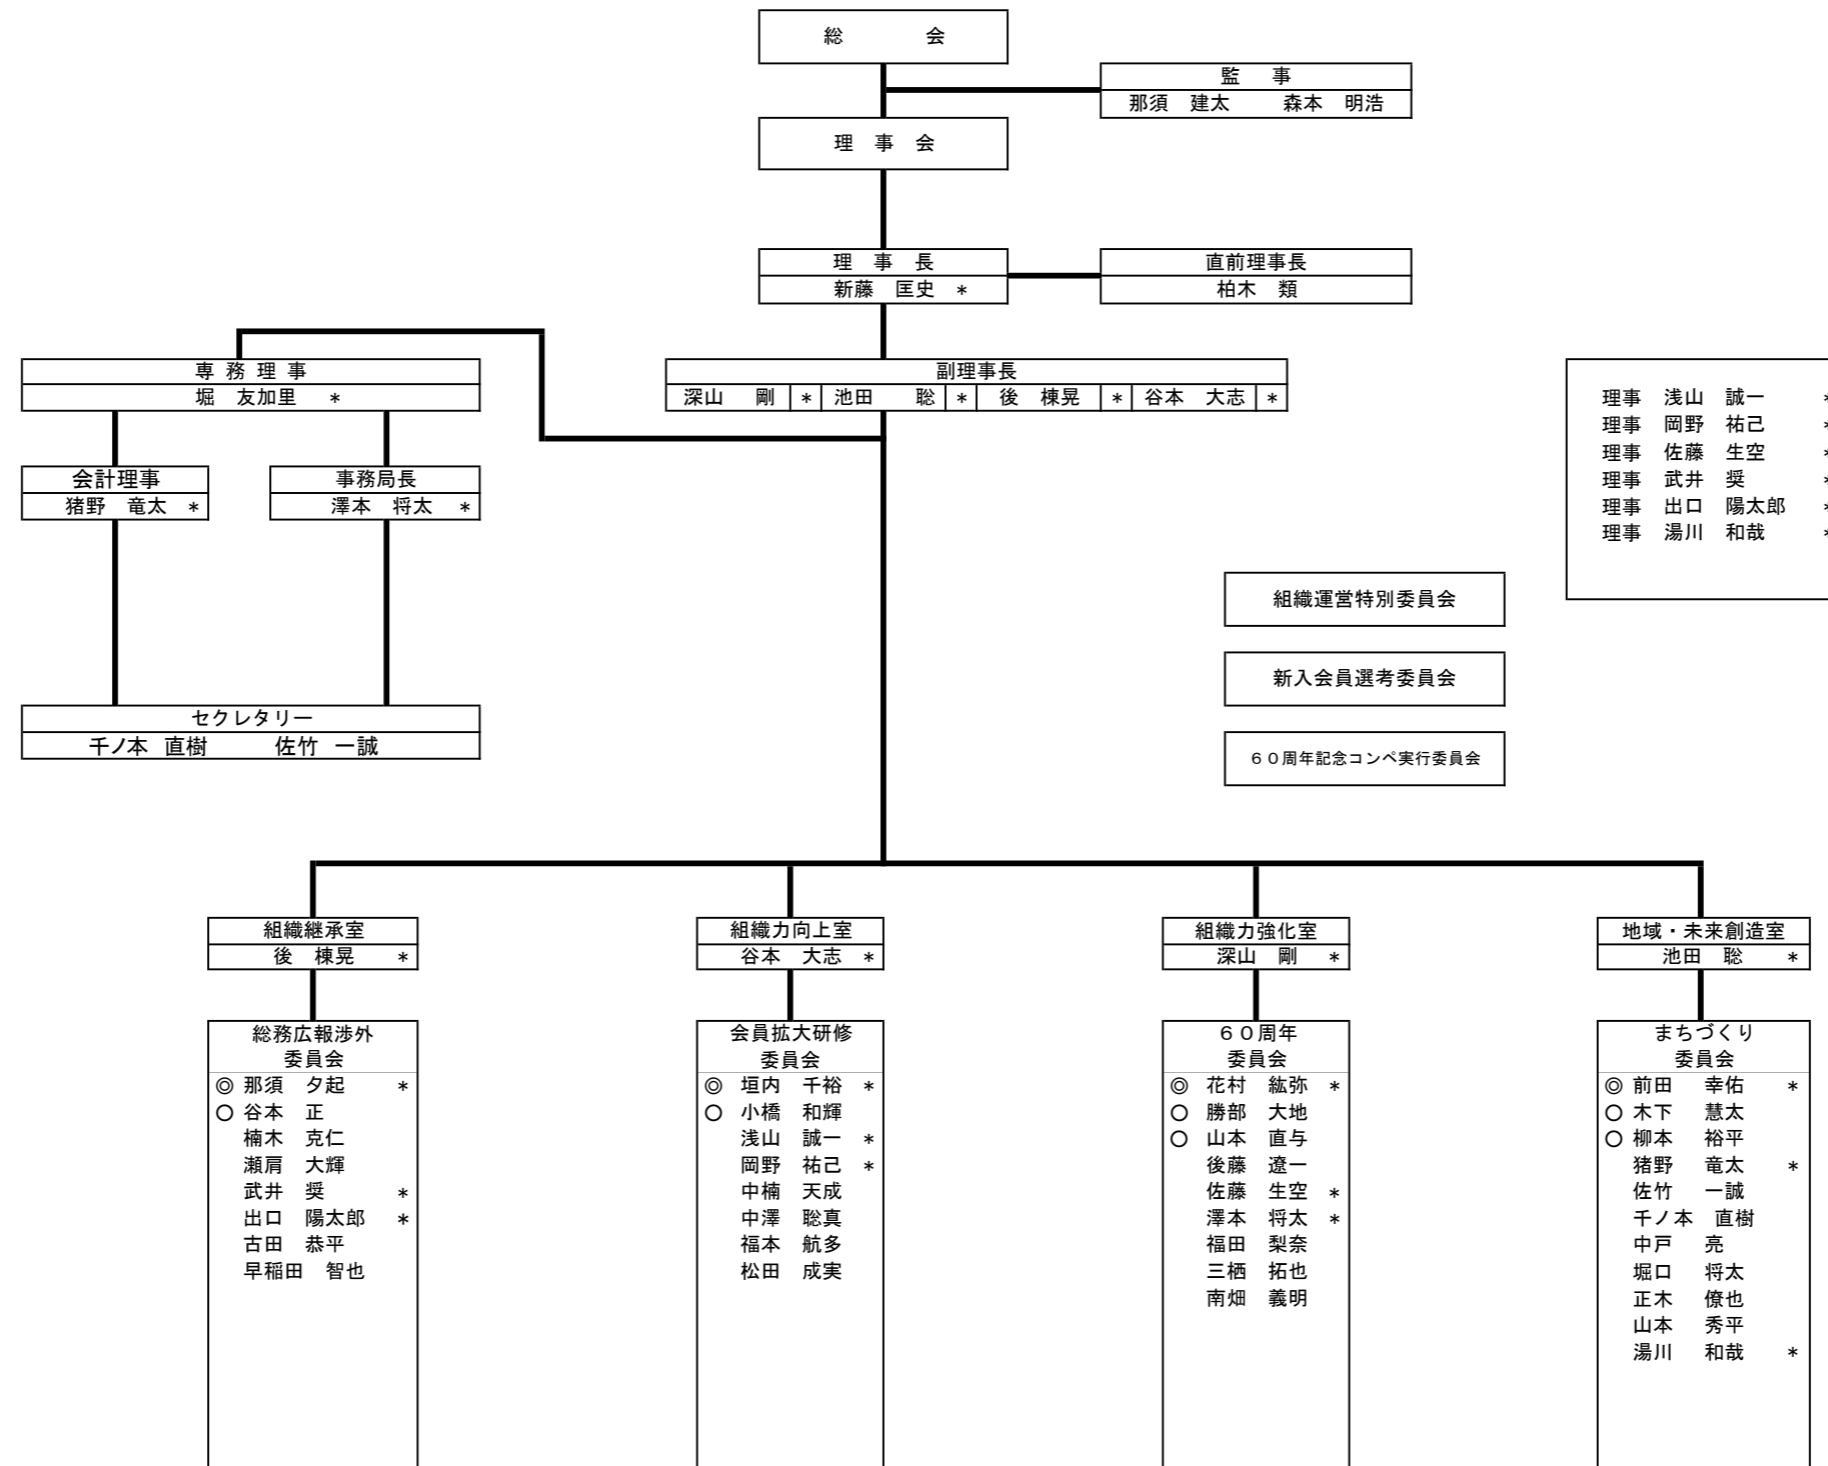 総　会
監　事
那須　建太　　森本　明浩
理　事　会
理　事　長
新藤　匡史　*
直前理事長
柏木　類
専 務 理 事
堀　友加里　*
副理事長
深山　剛　*　池田　聡　*　後　棟晃　*　谷本　大志　*
理事　浅山　誠一　*
理事　岡野　祐己　*
理事　佐藤　生空　*
理事　武井　奨　*
理事　出口　陽太郎　*
理事　湯川　和哉　*
会計理事
猪野　竜太　*
事務局長
澤本　将太　*
組織運営特別委員会
新入会員選考委員会
６０周年記念コンペ実行委員会
セクレタリー
千ノ本　直樹　　佐竹　一誠
組織継承室
後　棟晃　*
総務広報渉外
委員会
◎ 那須　夕起　*
○ 谷本　正
楠木　克仁
瀬肩　大輝
武井　奨　*
出口　陽太郎　*
古田　恭平
早稲田　智也
組織力向上室
谷本　大志　*
会員拡大研修
委員会
◎ 垣内　千裕　*
○ 小橋　和輝
浅山　誠一　*
岡野　祐己　*
中楠　天成
中澤　聡真
福本　航多
松田　成実
組織力強化室
深山　剛　*
６０周年
委員会
◎ 花村　紘弥　*
○ 勝部　大地
○ 山本　直与
後藤　遼一
佐藤　生空　*
澤本　将太　*
福田　梨奈
三栖　拓也
南畑　義明
地域・未来創造室
池田　聡　*
まちづくり
委員会
◎ 前田　幸佑　*
○ 木下　慧太
○ 柳本　裕平
猪野　竜太　*
佐竹　一誠
千ノ本　直樹
中戸　亮
堀口　将太
正木　僚也
山本　秀平
湯川　和哉　*